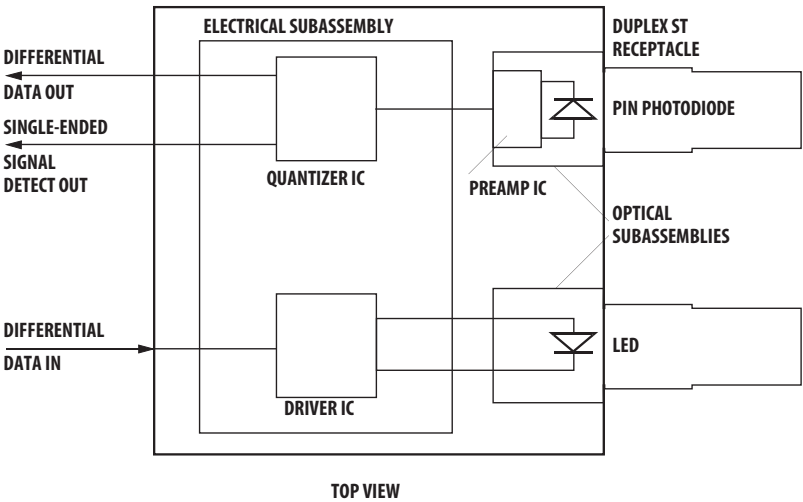 ELECTRICAL SUBASSEMBLY
DUPLEX ST
RECEPTACLE
DIFFERENTIAL
DATA OUT
SINGLE-ENDED
SIGNAL
DETECT OUT
QUANTIZER IC
PREAMP IC
PIN PHOTODIODE
OPTICAL
SUBASSEMBLIES
DIFFERENTIAL
DATA IN
DRIVER IC
LED
TOP VIEW